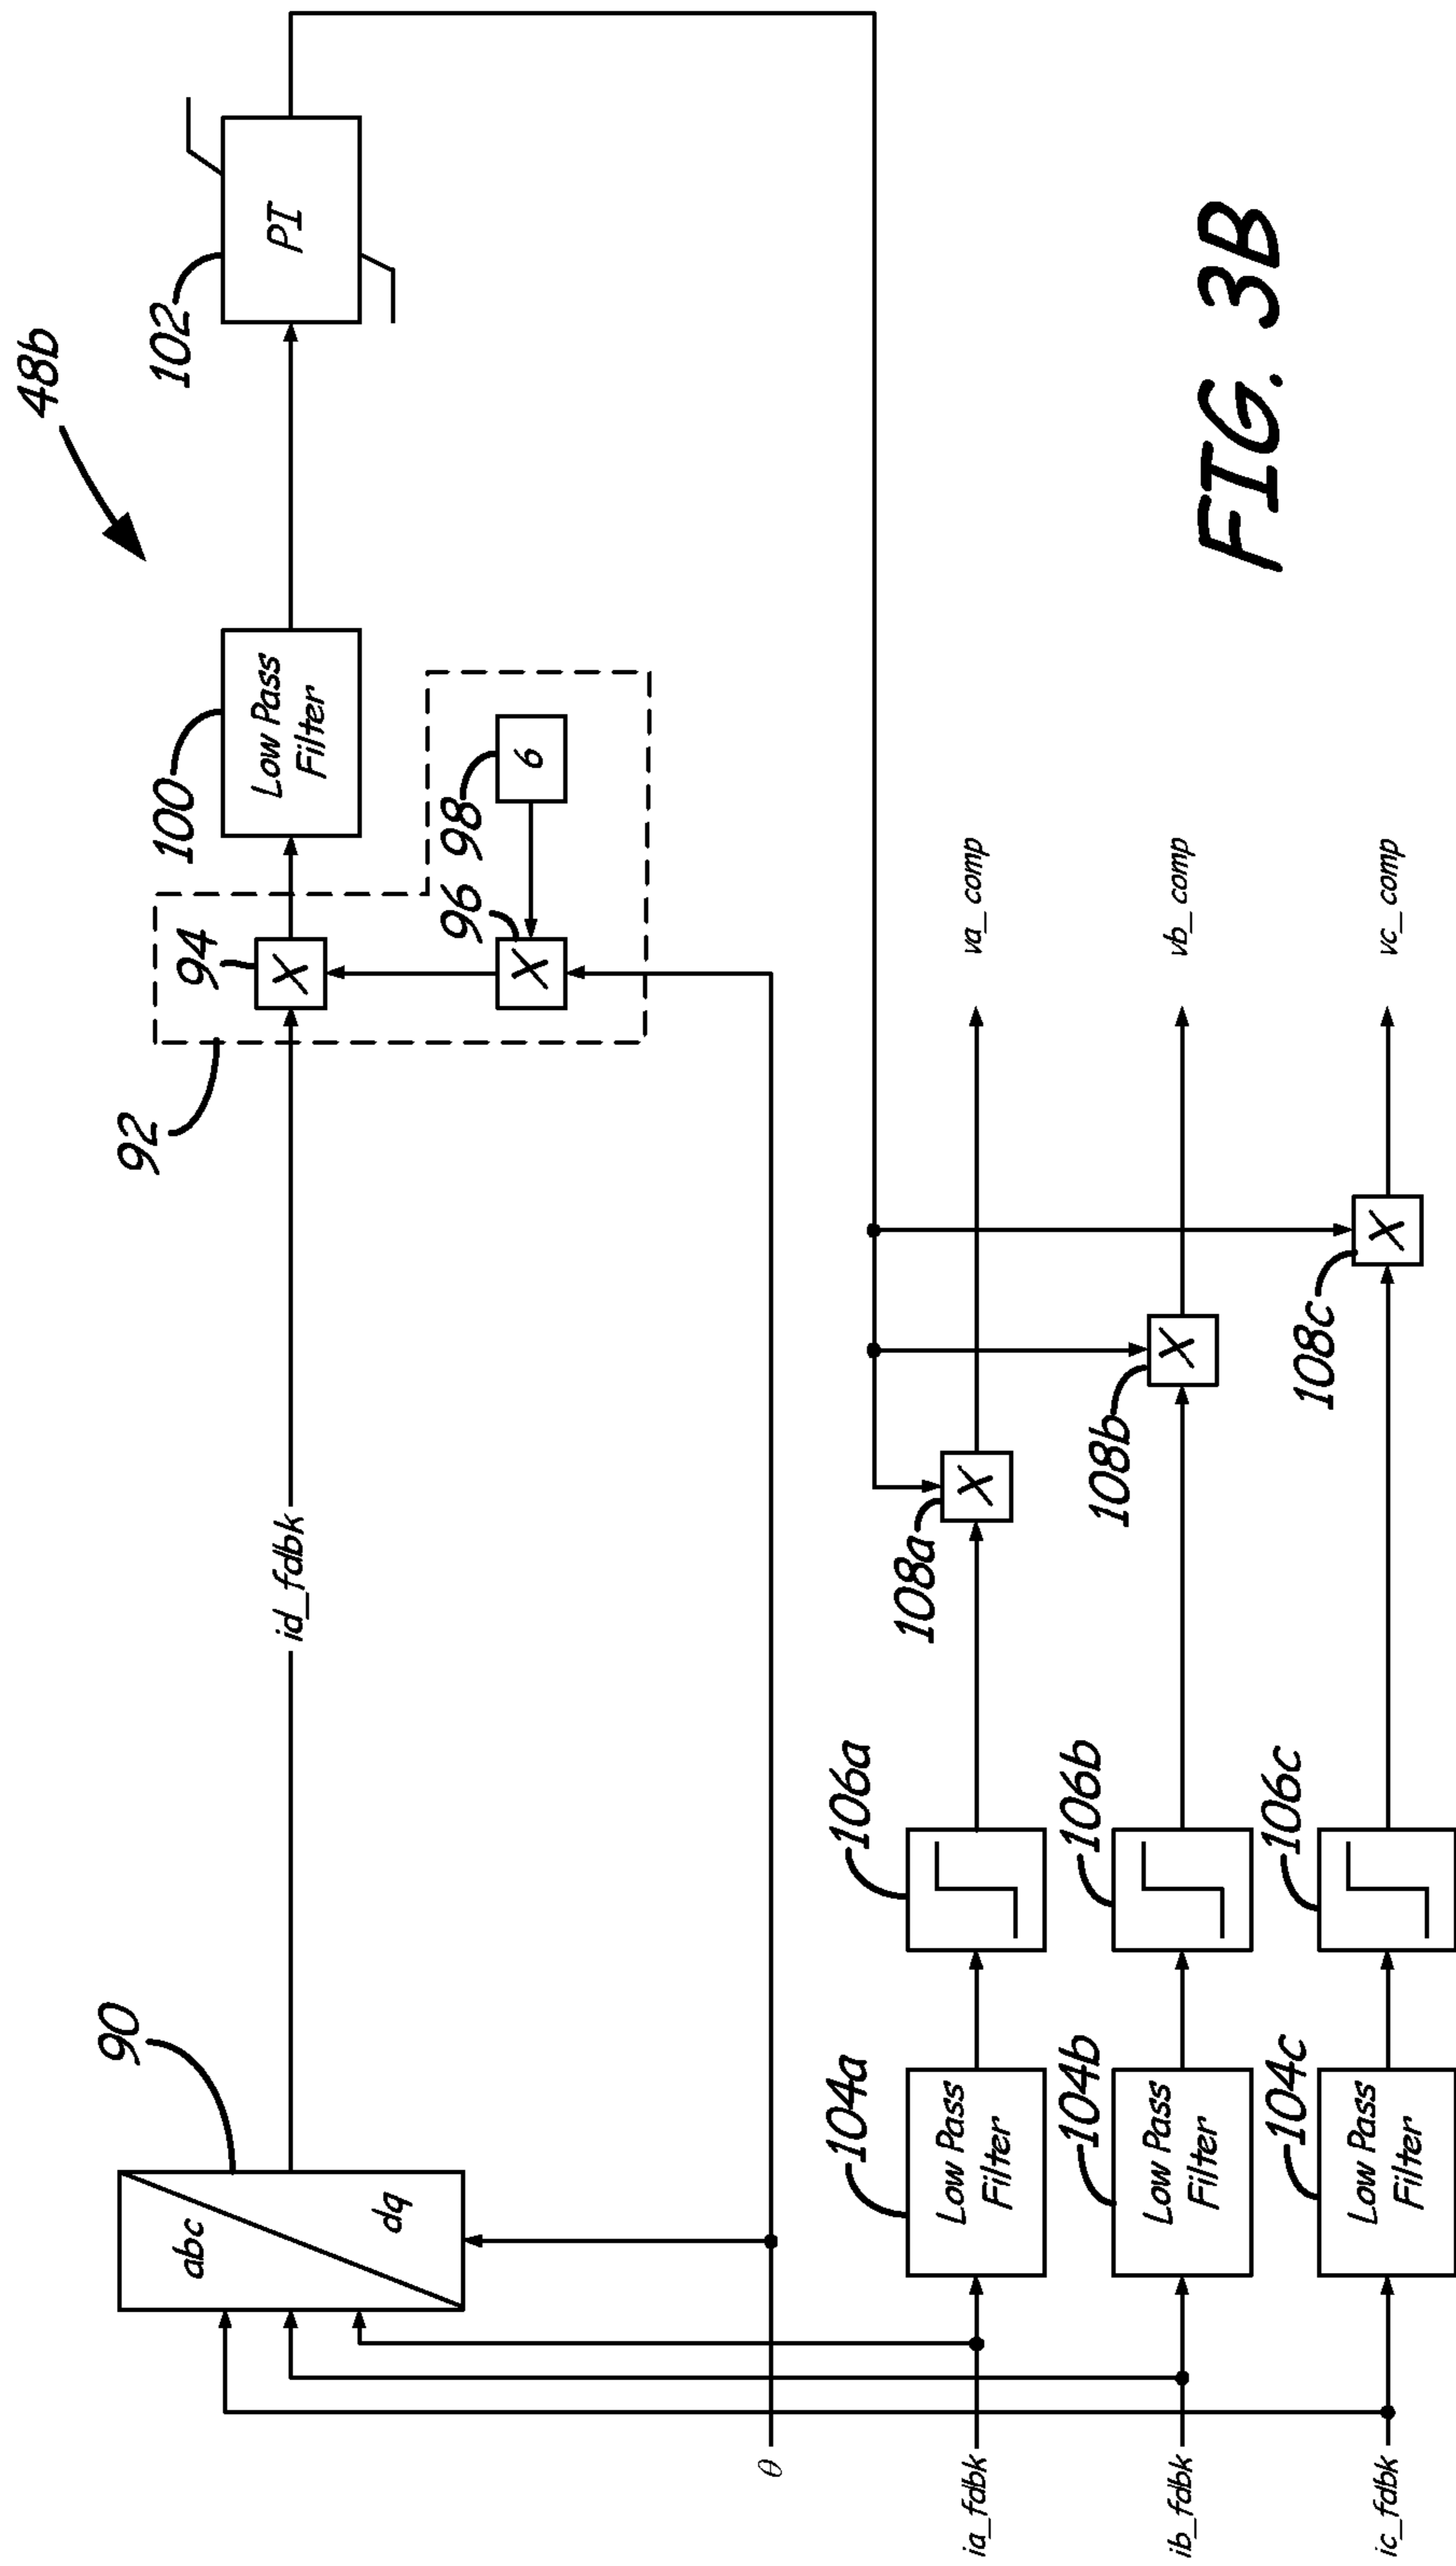 48b
90
abc
dq
id_fdbk
92
94
X
96
X
98
6
100
Low Pass
Filter
102
PI
θ
ia_fdbk
104a
Low Pass
Filter
106a
108a
X
va_comp
ib_fdbk
104b
Low Pass
Filter
106b
108b
X
vb_comp
ic_fdbk
104c
Low Pass
Filter
106c
108c
X
vc_comp
FIG. 3B